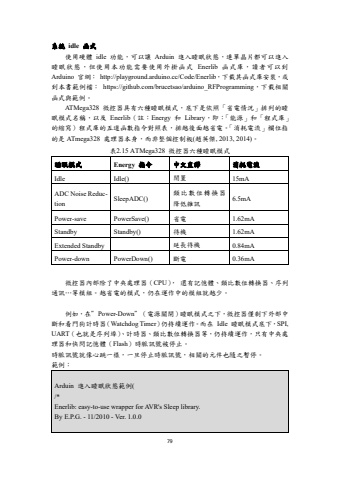 系統 idle 函式
使用硬體 idle 功能，可以讓 Arduin 進入睡眠狀態，連單晶片都可以進入
睡眠狀態，但使用本功能需要使用外掛函式 Enerlib 函式庫，讀者可以到
Arduino 官網： http://playground.arduino.cc/Code/Enerlib，下載其函式庫安裝，或
到本書範例檔： https://github.com/brucetsao/arduino_RFProgramming，下載相關
函式與範例。
ATMega328 微控器具有六種睡眠模式，底下是依照「省電情況」排列的睡
眠模式名稱，以及 Enerlib（註：Energy 和 Library，即：「能源」和「程式庫」
的縮寫）程式庫的五道函數指令對照表，排越後面越省電。「消耗電流」欄位指
的是 ATmega328 處理器本身，而非整個控制板(趙英傑, 2013, 2014)。
表2.15 ATMega328 微控器六種睡眠模式
睡眠模式 Energy 指令 中文直譯 消耗電流
Idle Idle() 閒置 15mA
ADC Noise Reduc- SleepADC() 類比數位轉換器 6.5mA
tion 降低雜訊
Power-save PowerSave() 省電 1.62mA
Standby Standby() 待機 1.62mA
Extended Standby 延長待機 0.84mA
Power-down PowerDown() 斷電 0.36mA
微控器內部除了中央處理器（CPU），還有記憶體、類比數位轉換器、序列
通訊…等模組。越省電的模式，仍在運作中的模組就越少。
例如，在”Power-Down”（電源關閉）睡眠模式之下，微控器僅剩下外部中
斷和看門狗計時器（Watchdog Timer）仍持續運作。而在 Idle 睡眠模式底下，SPI,
UART（也就是序列埠）、計時器、類比數位轉換器等，仍持續運作，只有中央處
理器和快閃記憶體（Flash）時脈訊號被停止。
時脈訊號就像心跳一樣，一旦停止時脈訊號，相關的元件也隨之暫停。
範例：
Arduin 進入睡眠狀態範例(
/*
Enerlib: easy-to-use wrapper for AVR's Sleep library.
By E.P.G. - 11/2010 - Ver. 1.0.0
79